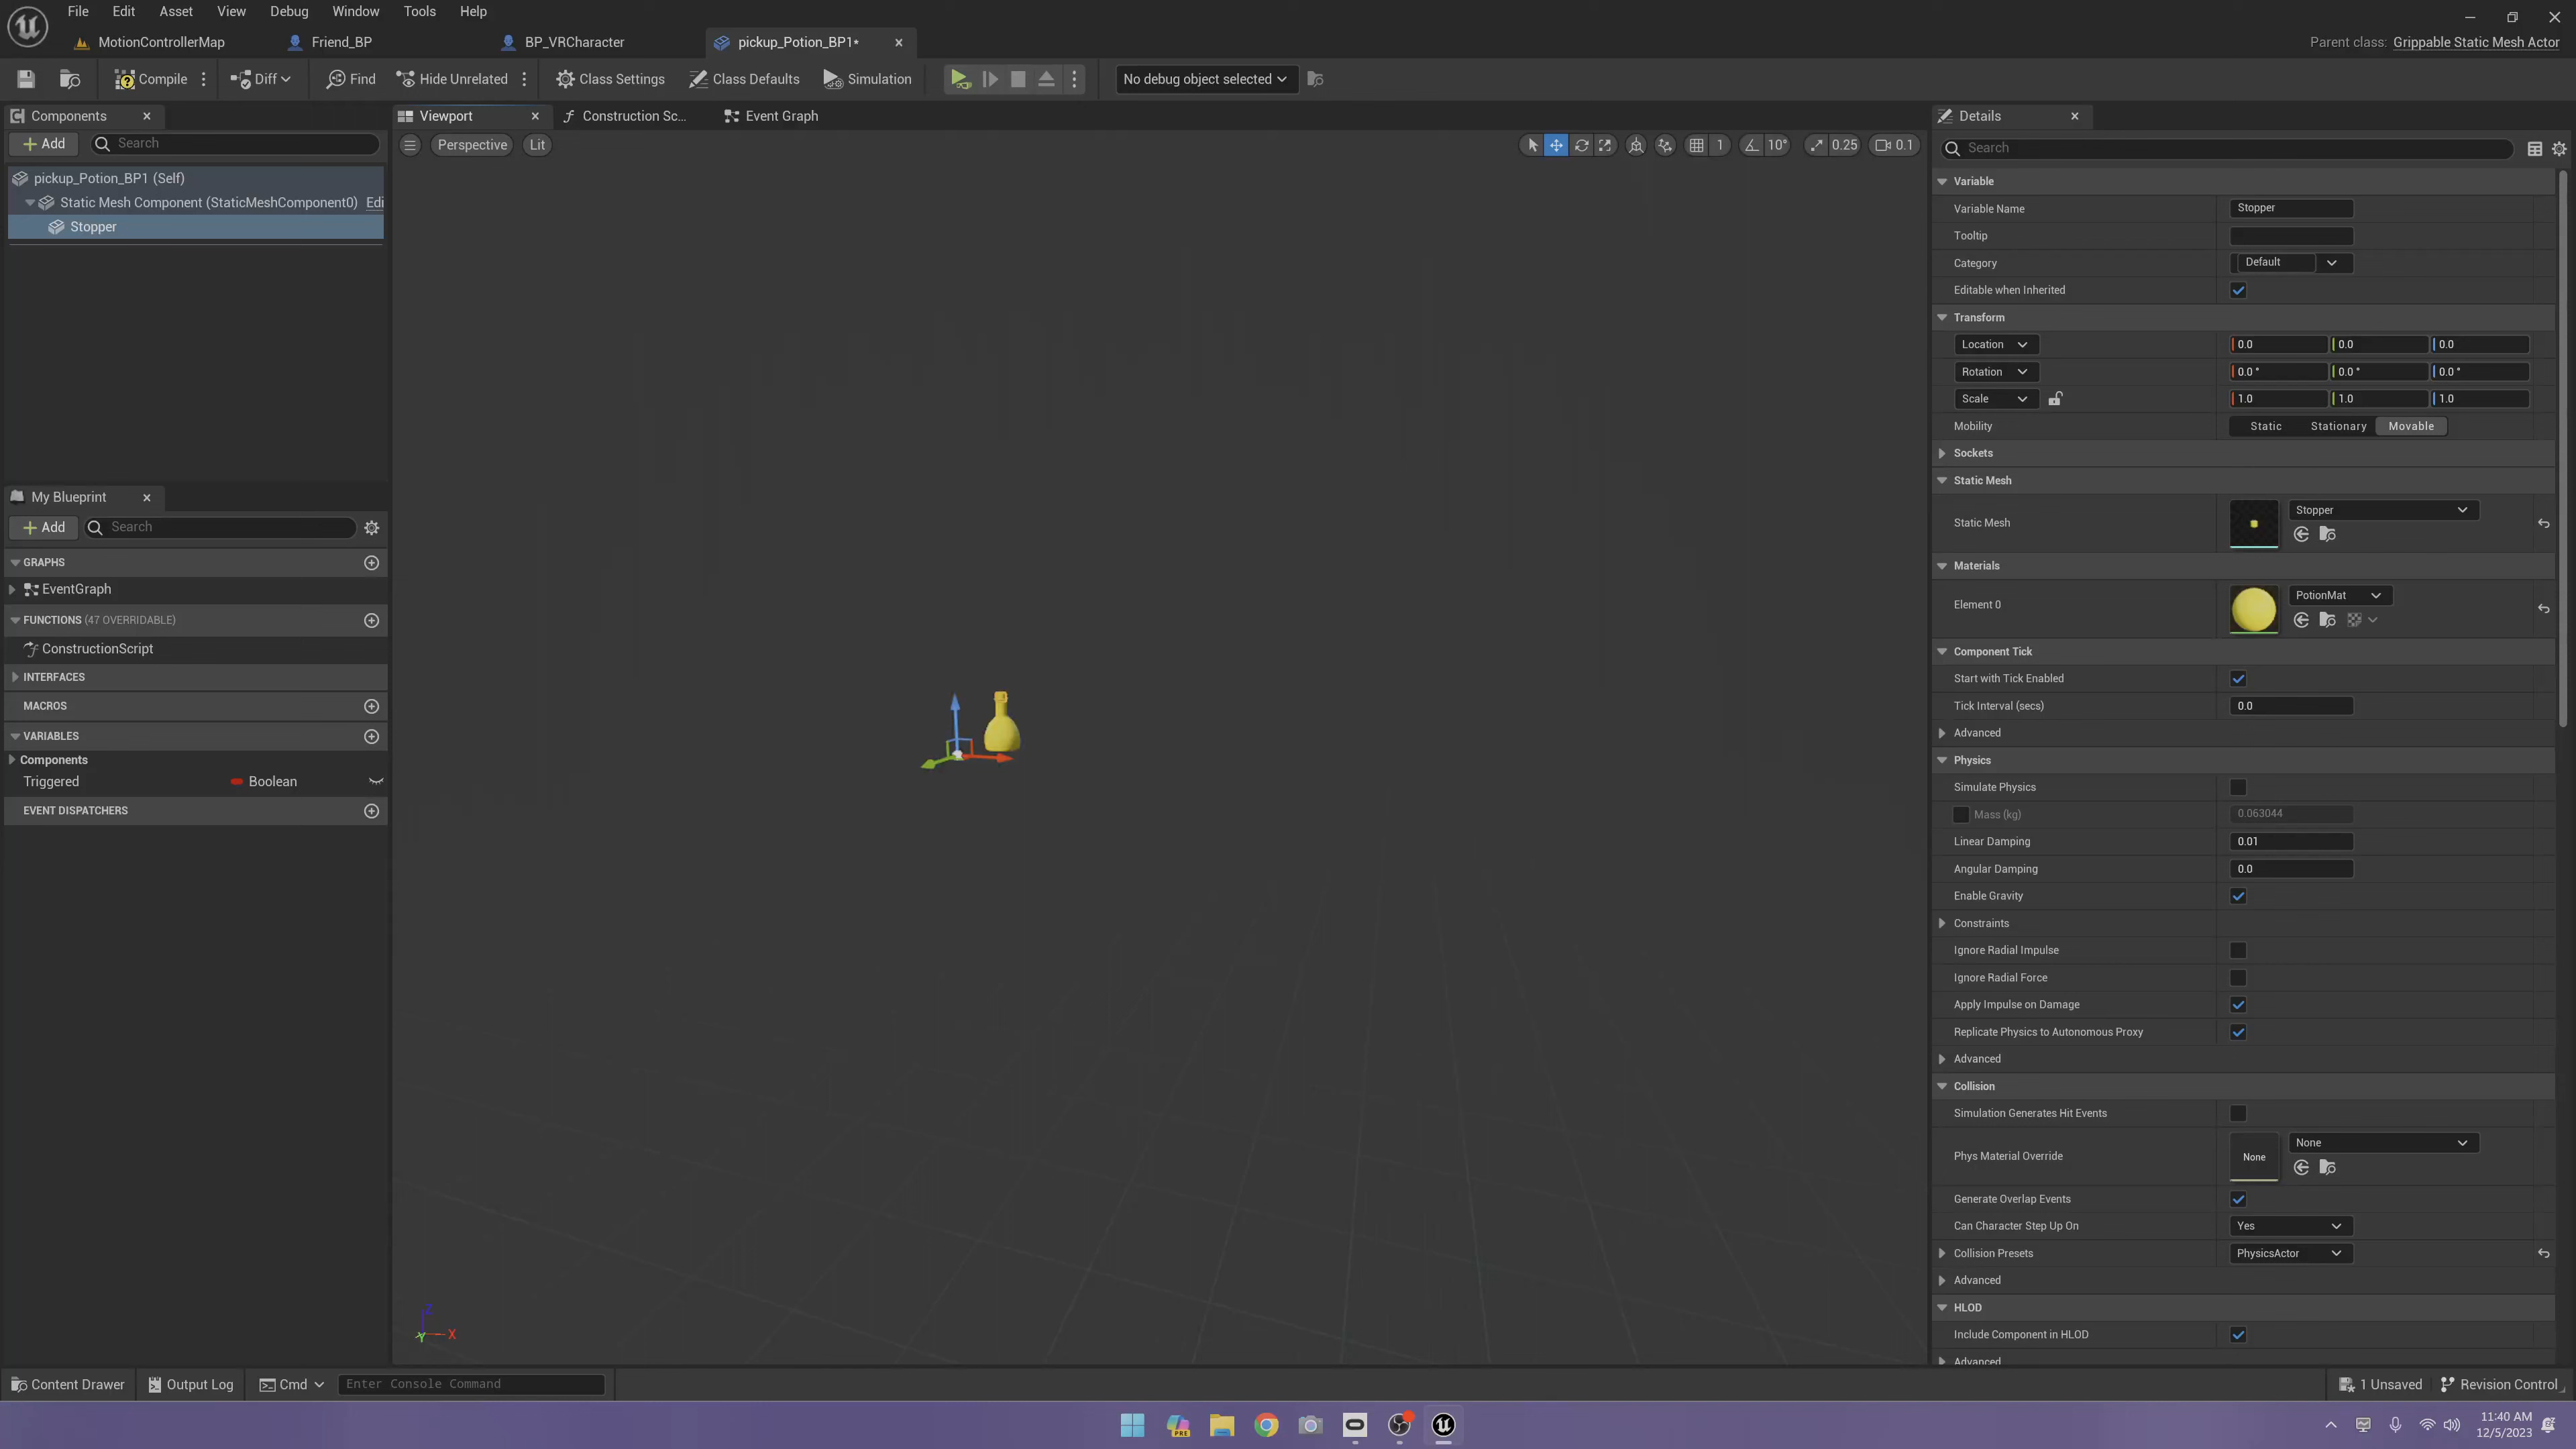 File Edit Asset View Debug Window Tools Help
MotionControllerMap Friend_BP BP_VRCharacter pickup_Potion_BP1* Parent class: Grippable Static Mesh Actor
Compile Diff Find Hide Unrelated Class Settings Class Defaults Simulation No debug object selected
Components
Add Search
pickup_Potion_BP1 (Self)
Static Mesh Component (StaticMeshComponent0) Edi
Stopper
My Blueprint
Add Search
GRAPHS
EventGraph
FUNCTIONS (47 OVERRIDABLE)
ConstructionScript
INTERFACES
MACROS
VARIABLES
Components
Triggered Boolean
EVENT DISPATCHERS
Viewport Construction Sc... Event Graph
Perspective Lit 1 10° 0.25 0.1
Z
Y X
Details
Search
Variable
Variable Name Stopper
Tooltip
Category Default
Editable when Inherited
Transform
Location 0.0 0.0 0.0
Rotation 0.0 ° 0.0 ° 0.0 °
Scale 1.0 1.0 1.0
Mobility Static Stationary Movable
Sockets
Static Mesh
Static Mesh Stopper
Materials
Element 0 PotionMat
Component Tick
Start with Tick Enabled
Tick Interval (secs) 0.0
Advanced
Physics
Simulate Physics
Mass (kg) 0.063044
Linear Damping 0.01
Angular Damping 0.0
Enable Gravity
Constraints
Ignore Radial Impulse
Ignore Radial Force
Apply Impulse on Damage
Replicate Physics to Autonomous Proxy
Advanced
Collision
Simulation Generates Hit Events
Phys Material Override None None
Generate Overlap Events
Can Character Step Up On Yes
Collision Presets PhysicsActor
Advanced
HLOD
Include Component in HLOD
Advanced
Content Drawer Output Log Cmd Enter Console Command 1 Unsaved Revision Control
PRE
11:40 AM
12/5/2023